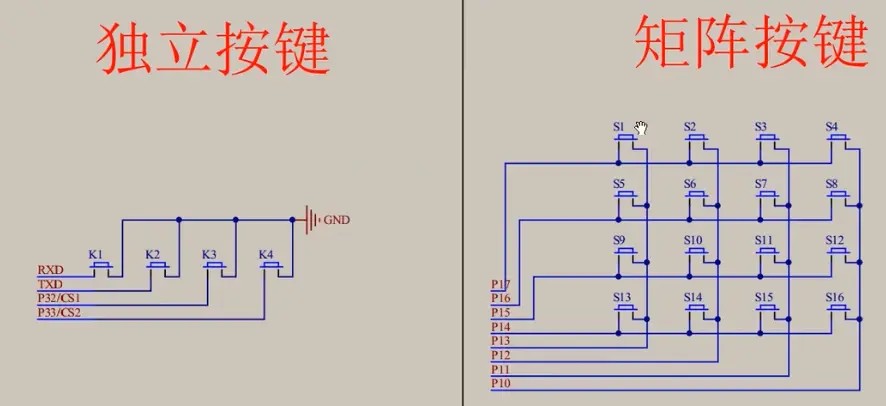 独立按键
矩阵按键
K1 K2 K3 K4
GND
RXD
TXD
P32/CS1
P33/CS2
S1 S2 S3 S4
S5 S6 S7 S8
S9 S10 S11 S12
S13 S14 S15 S16
P17
P16
P15
P14
P13
P12
P11
P10